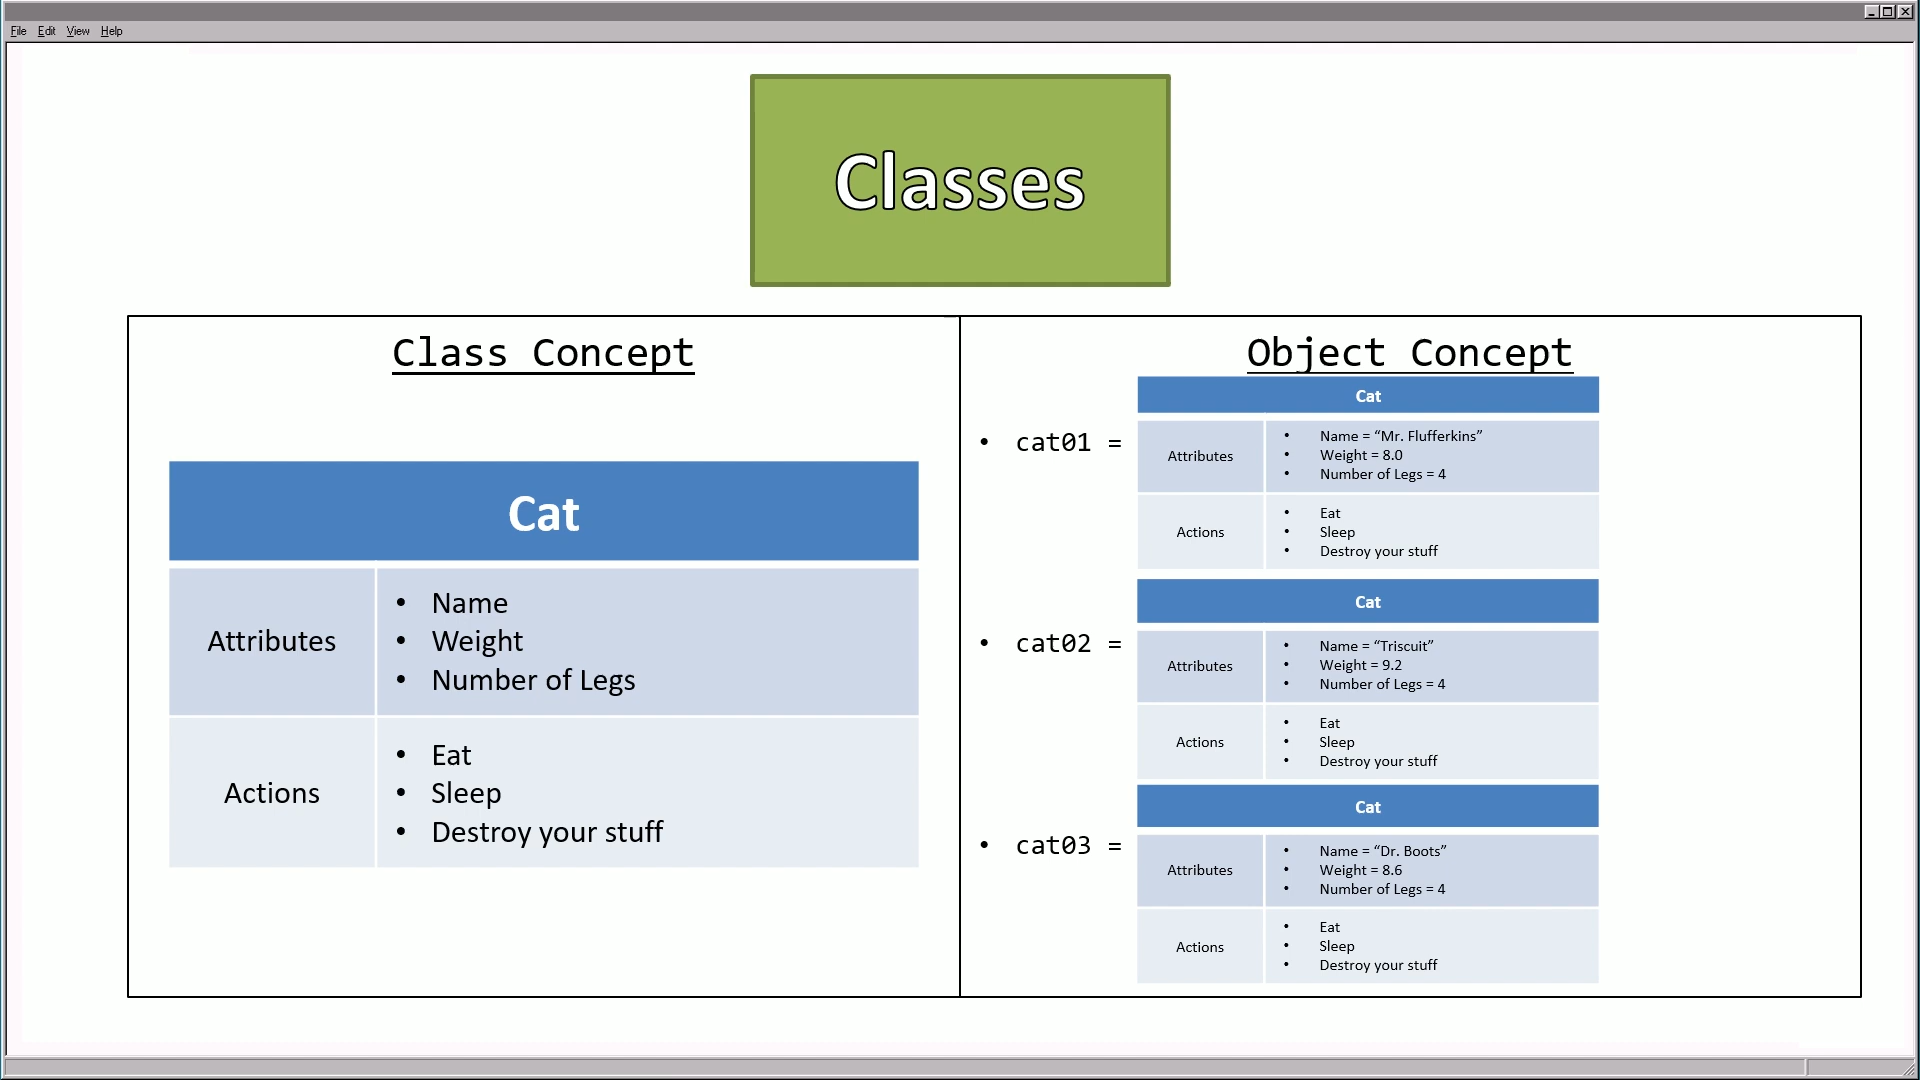 File Edit View Help
Classes
Class Concept
Cat
Attributes
• Name
• Weight
• Number of Legs
Actions
• Eat
• Sleep
• Destroy your stuff
Object Concept
• cat01 =
Cat
Attributes
• Name = “Mr. Flufferkins”
• Weight = 8.0
• Number of Legs = 4
Actions
• Eat
• Sleep
• Destroy your stuff
• cat02 =
Cat
Attributes
• Name = “Triscuit”
• Weight = 9.2
• Number of Legs = 4
Actions
• Eat
• Sleep
• Destroy your stuff
• cat03 =
Cat
Attributes
• Name = “Dr. Boots”
• Weight = 8.6
• Number of Legs = 4
Actions
• Eat
• Sleep
• Destroy your stuff